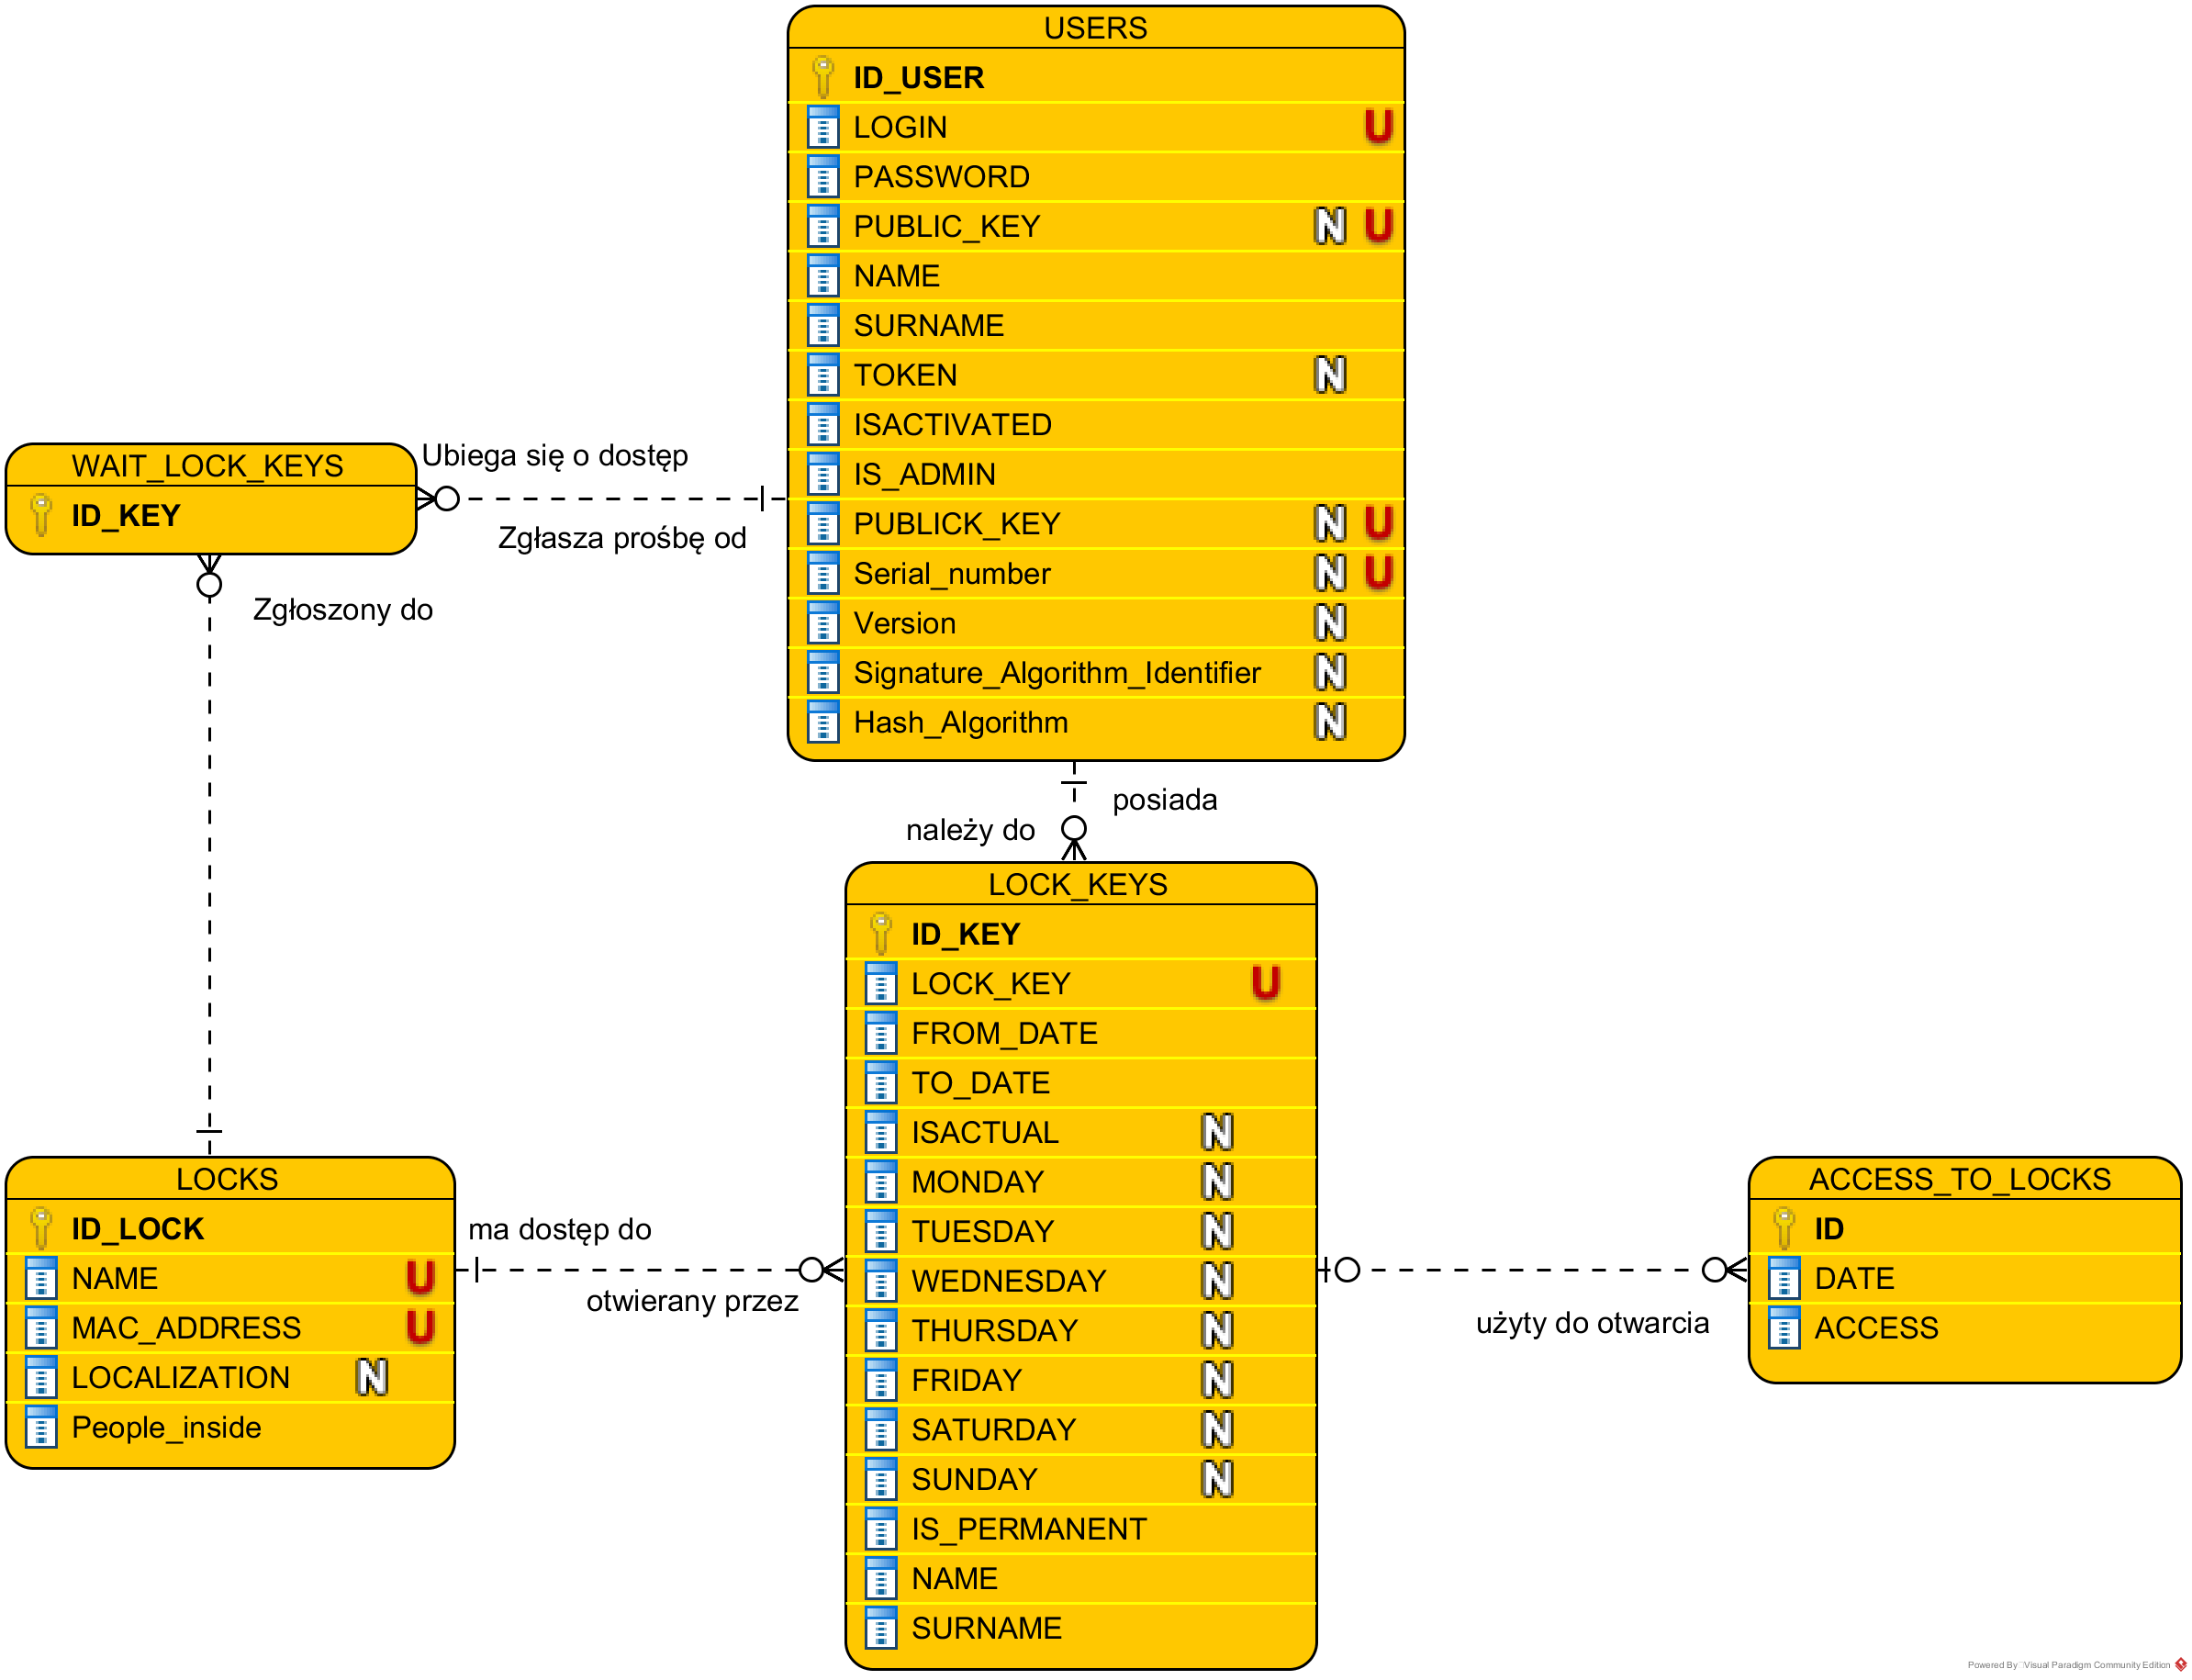 USERS
ID_USER
LOGIN U
PASSWORD
PUBLIC_KEY N U
NAME
SURNAME
TOKEN N
ISACTIVATED
IS_ADMIN
PUBLICK_KEY N U
Serial_number N U
Version N
Signature_Algorithm_Identifier N
Hash_Algorithm N
WAIT_LOCK_KEYS
ID_KEY
Ubiega się o dostęp
Zgłasza prośbę od
Zgłoszony do
posiada
należy do
LOCK_KEYS
ID_KEY
LOCK_KEY U
FROM_DATE
TO_DATE
ISACTUAL N
MONDAY N
TUESDAY N
WEDNESDAY N
THURSDAY N
FRIDAY N
SATURDAY N
SUNDAY N
IS_PERMANENT
NAME
SURNAME
LOCKS
ID_LOCK
NAME U
MAC_ADDRESS U
LOCALIZATION N
People_inside
ma dostęp do
otwierany przez
użyty do otwarcia
ACCESS_TO_LOCKS
ID
DATE
ACCESS
Powered By Visual Paradigm Community Edition